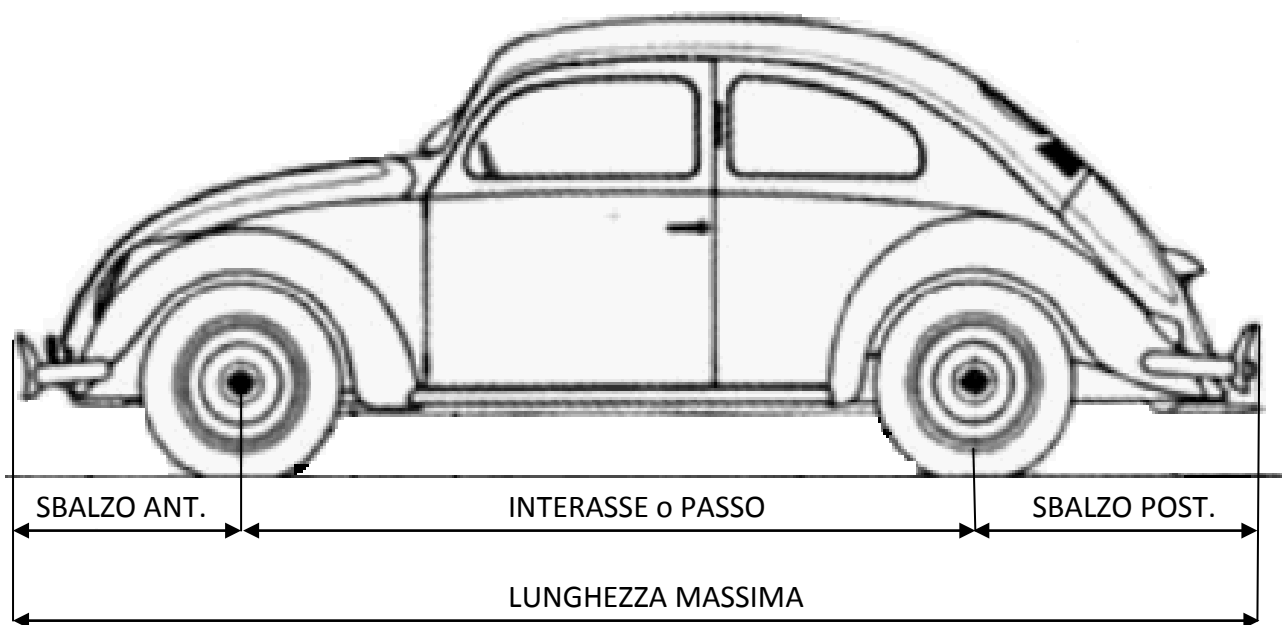 SBALZO ANT.
INTERASSE o PASSO
SBALZO POST.
LUNGHEZZA MASSIMA